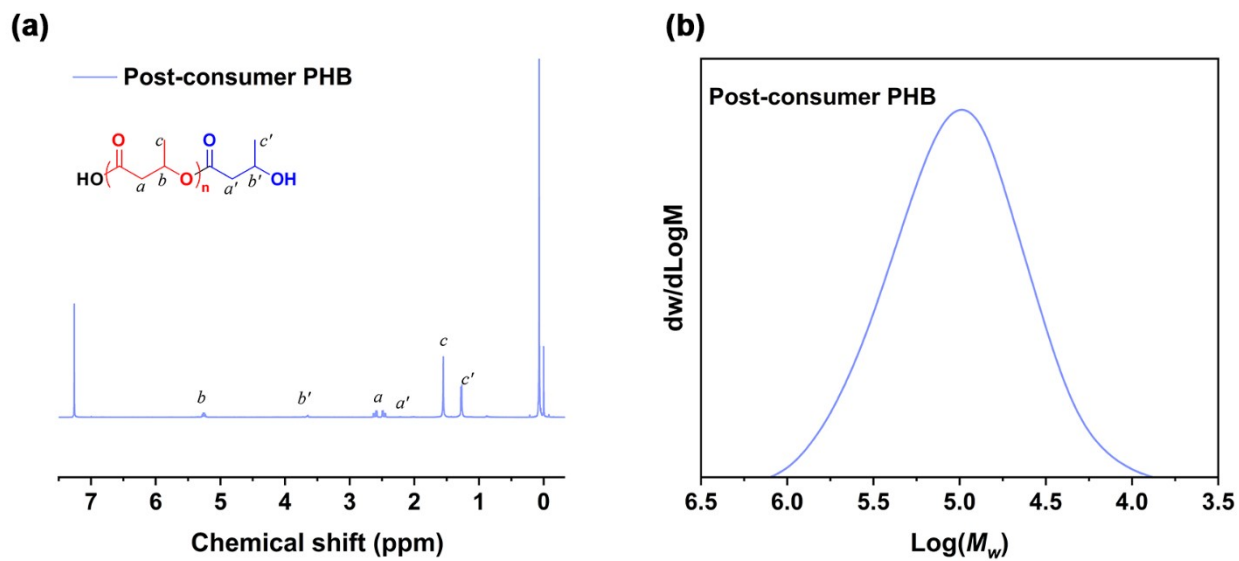 (a)
Post-consumer PHB
O c O c′
HO ( a b O ) n a′ b′ OH
b b′ a a′ c c′
7 6 5 4 3 2 1 0
Chemical shift (ppm)
(b)
Post-consumer PHB
dw/dLogM
6.5 6.0 5.5 5.0 4.5 4.0 3.5
Log(Mw)